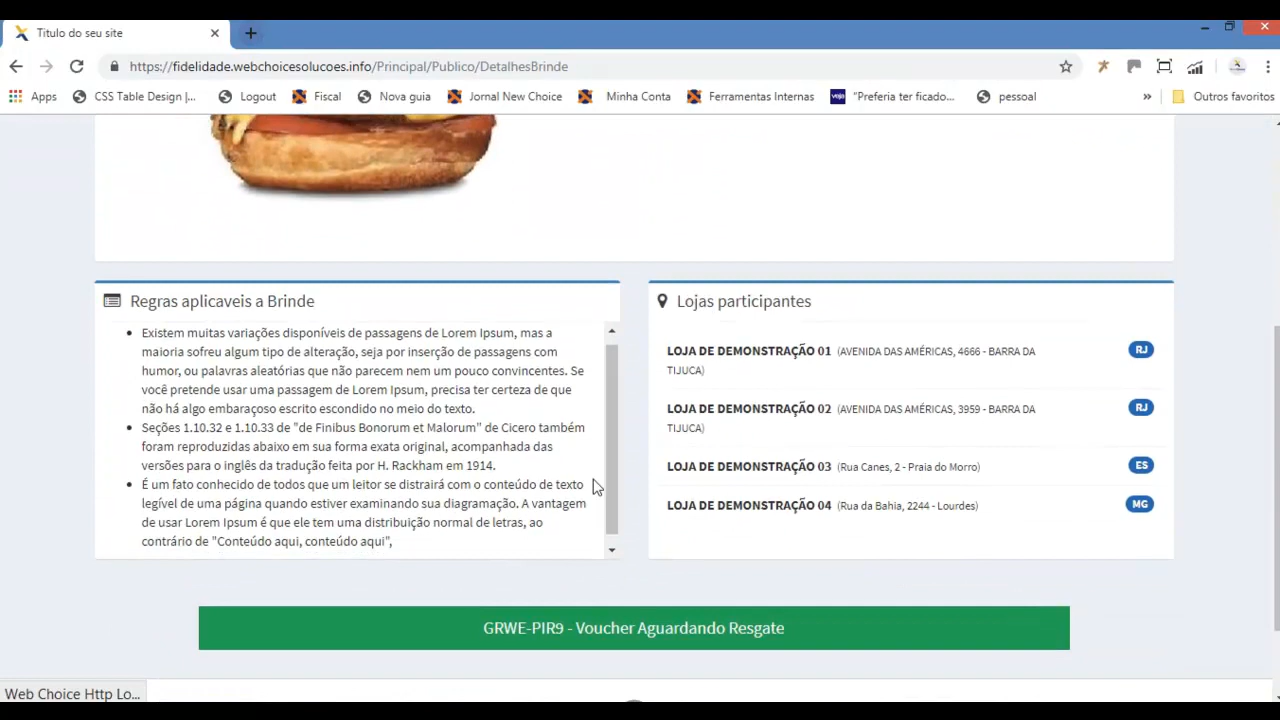 Titulo do seu site
https://fidelidade.webchoicesolucoes.info/Principal/Publico/DetalhesBrinde
Apps
CSS Table Design |...
Logout
Fiscal
Nova guia
Jornal New Choice
Minha Conta
Ferramentas Internas
veja
"Preferia ter ficado...
pessoal
»
Outros favoritos
Regras aplicaveis a Brinde
• Existem muitas variações disponíveis de passagens de Lorem Ipsum, mas a
maioria sofreu algum tipo de alteração, seja por inserção de passagens com
humor, ou palavras aleatórias que não parecem nem um pouco convincentes. Se
você pretende usar uma passagem de Lorem Ipsum, precisa ter certeza de que
não há algo embaraçoso escrito escondido no meio do texto.
• Seções 1.10.32 e 1.10.33 de "de Finibus Bonorum et Malorum" de Cicero também
foram reproduzidas abaixo em sua forma exata original, acompanhada das
versões para o inglês da tradução feita por H. Rackham em 1914.
• É um fato conhecido de todos que um leitor se distrairá com o conteúdo de texto
legível de uma página quando estiver examinando sua diagramação. A vantagem
de usar Lorem Ipsum é que ele tem uma distribuição normal de letras, ao
contrário de "Conteúdo aqui, conteúdo aqui",
Lojas participantes
LOJA DE DEMONSTRAÇÃO 01 (AVENIDA DAS AMÉRICAS, 4666 - BARRA DA
TIJUCA)
RJ
LOJA DE DEMONSTRAÇÃO 02 (AVENIDA DAS AMÉRICAS, 3959 - BARRA DA
TIJUCA)
RJ
LOJA DE DEMONSTRAÇÃO 03 (Rua Canes, 2 - Praia do Morro)
ES
LOJA DE DEMONSTRAÇÃO 04 (Rua da Bahia, 2244 - Lourdes)
MG
GRWE-PIR9 - Voucher Aguardando Resgate
Web Choice Http Lo...